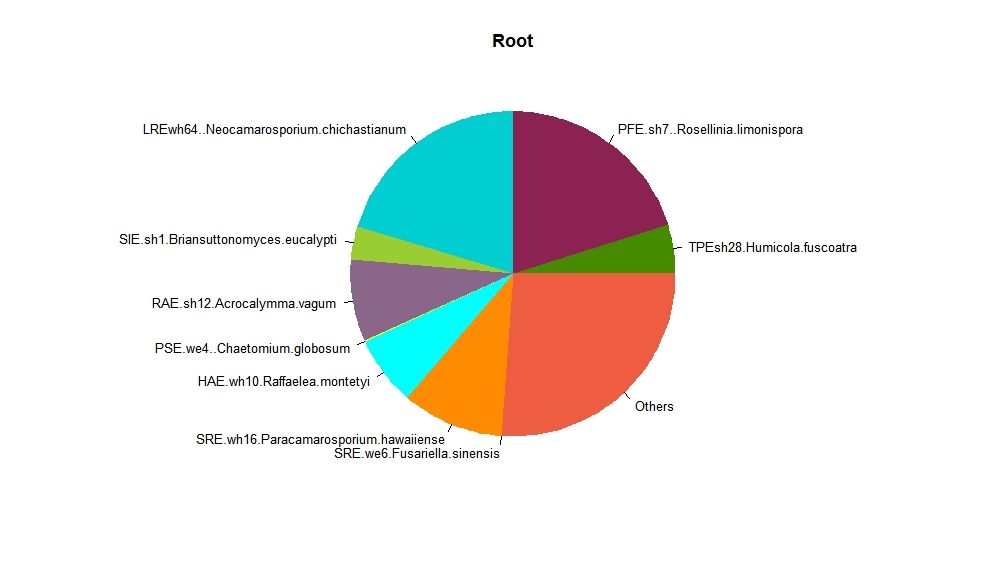 Root
LREwh64..Neocamarosporium.chichastianum
PFE.sh7..Rosellinia.limonispora
SIE.sh1.Briansuttonomyces.eucalypti
TPEsh28.Humicola.fuscoatra
RAE.sh12.Acrocalymma.vagum
PSE.we4..Chaetomium.globosum
HAE.wh10.Raffaelea.montetyi
Others
SRE.wh16.Paracamarosporium.hawaiiense
SRE.we6.Fusariella.sinensis